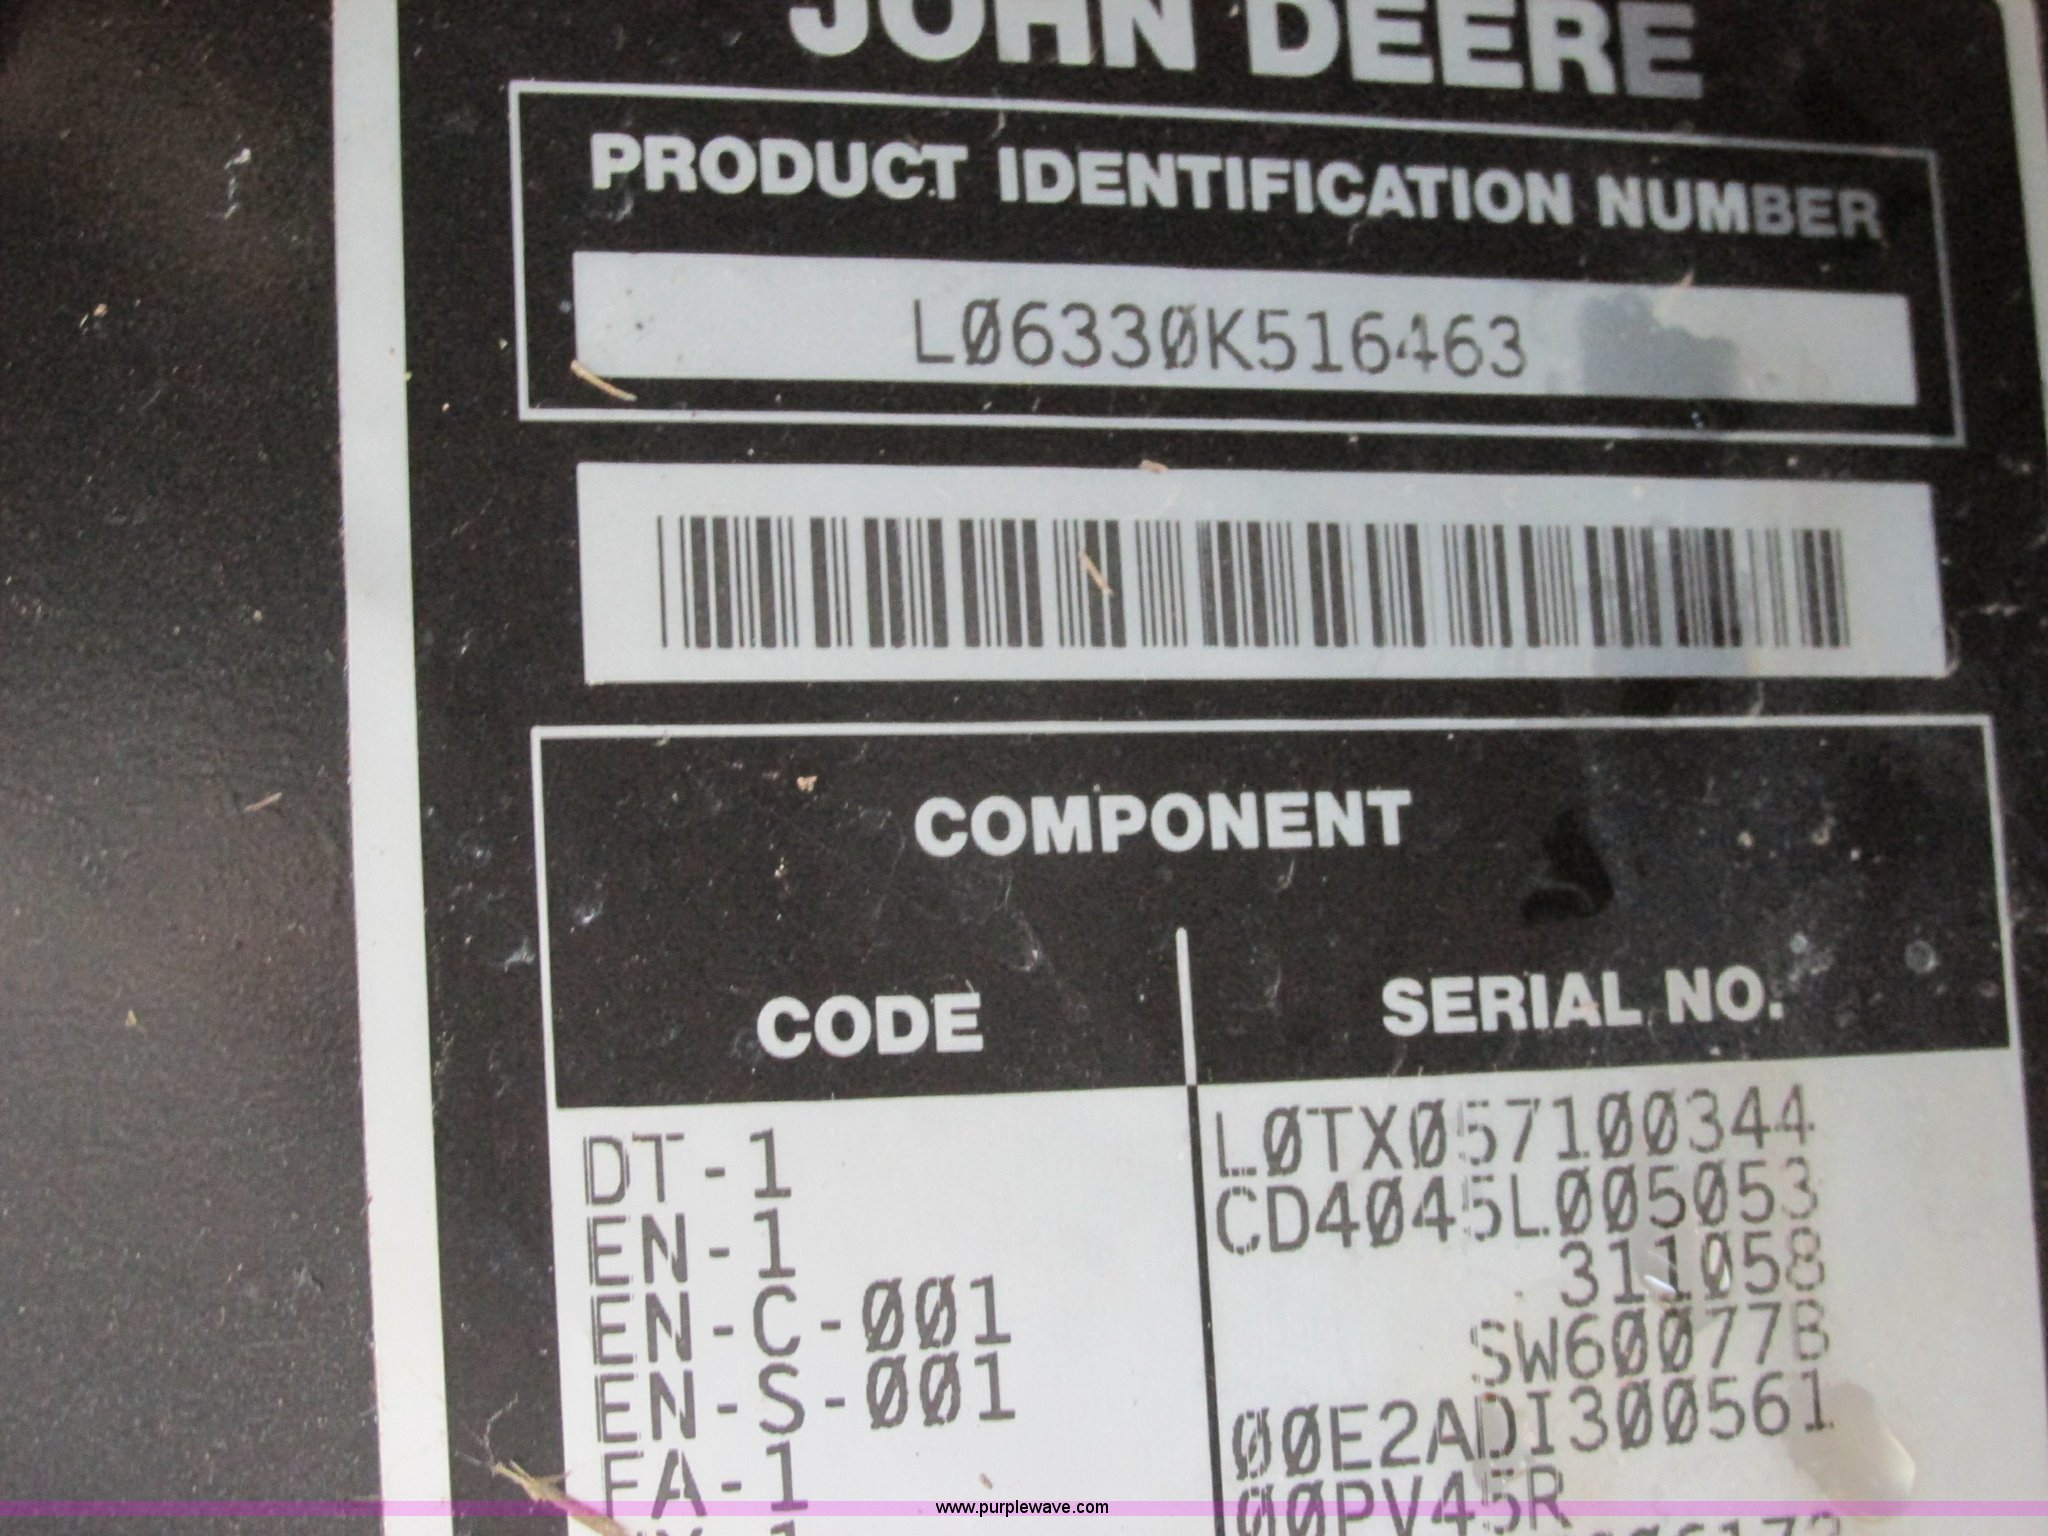 JOHN DEERE
PRODUCT IDENTIFICATION NUMBER
L06330K516463
COMPONENT
CODE SERIAL NO.
DT-1 L0TX057100344
EN-1 CD4045L005053
EN-C-001 311058
EN-S-001 SW60077B
FA-1 00E2ADI300561
00PV45R
www.purplewave.com